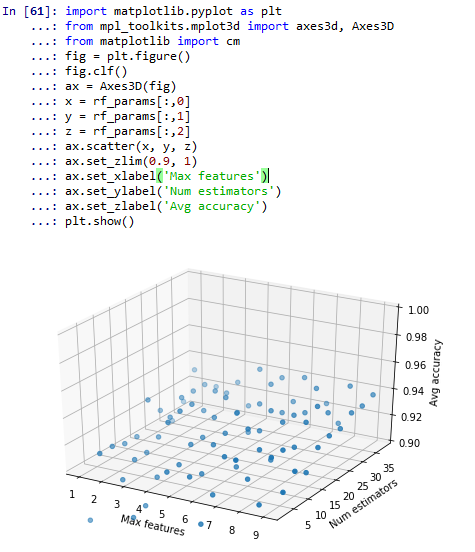 In [61]: import matplotlib.pyplot as plt
...: from mpl_toolkits.mplot3d import axes3d, Axes3D
...: from matplotlib import cm
...: fig = plt.figure()
...: fig.clf()
...: ax = Axes3D(fig)
...: x = rf_params[:,0]
...: y = rf_params[:,1]
...: z = rf_params[:,2]
...: ax.scatter(x, y, z)
...: ax.set_zlim(0.9, 1)
...: ax.set_xlabel('Max features')
...: ax.set_ylabel('Num estimators')
...: ax.set_zlabel('Avg accuracy')
...: plt.show()
1.00
0.98
0.96
0.94
0.92
0.90
Avg accuracy
1 2 3 4 5 6 7 8 9
Max features
5 10 15 20 25 30 35
Num estimators